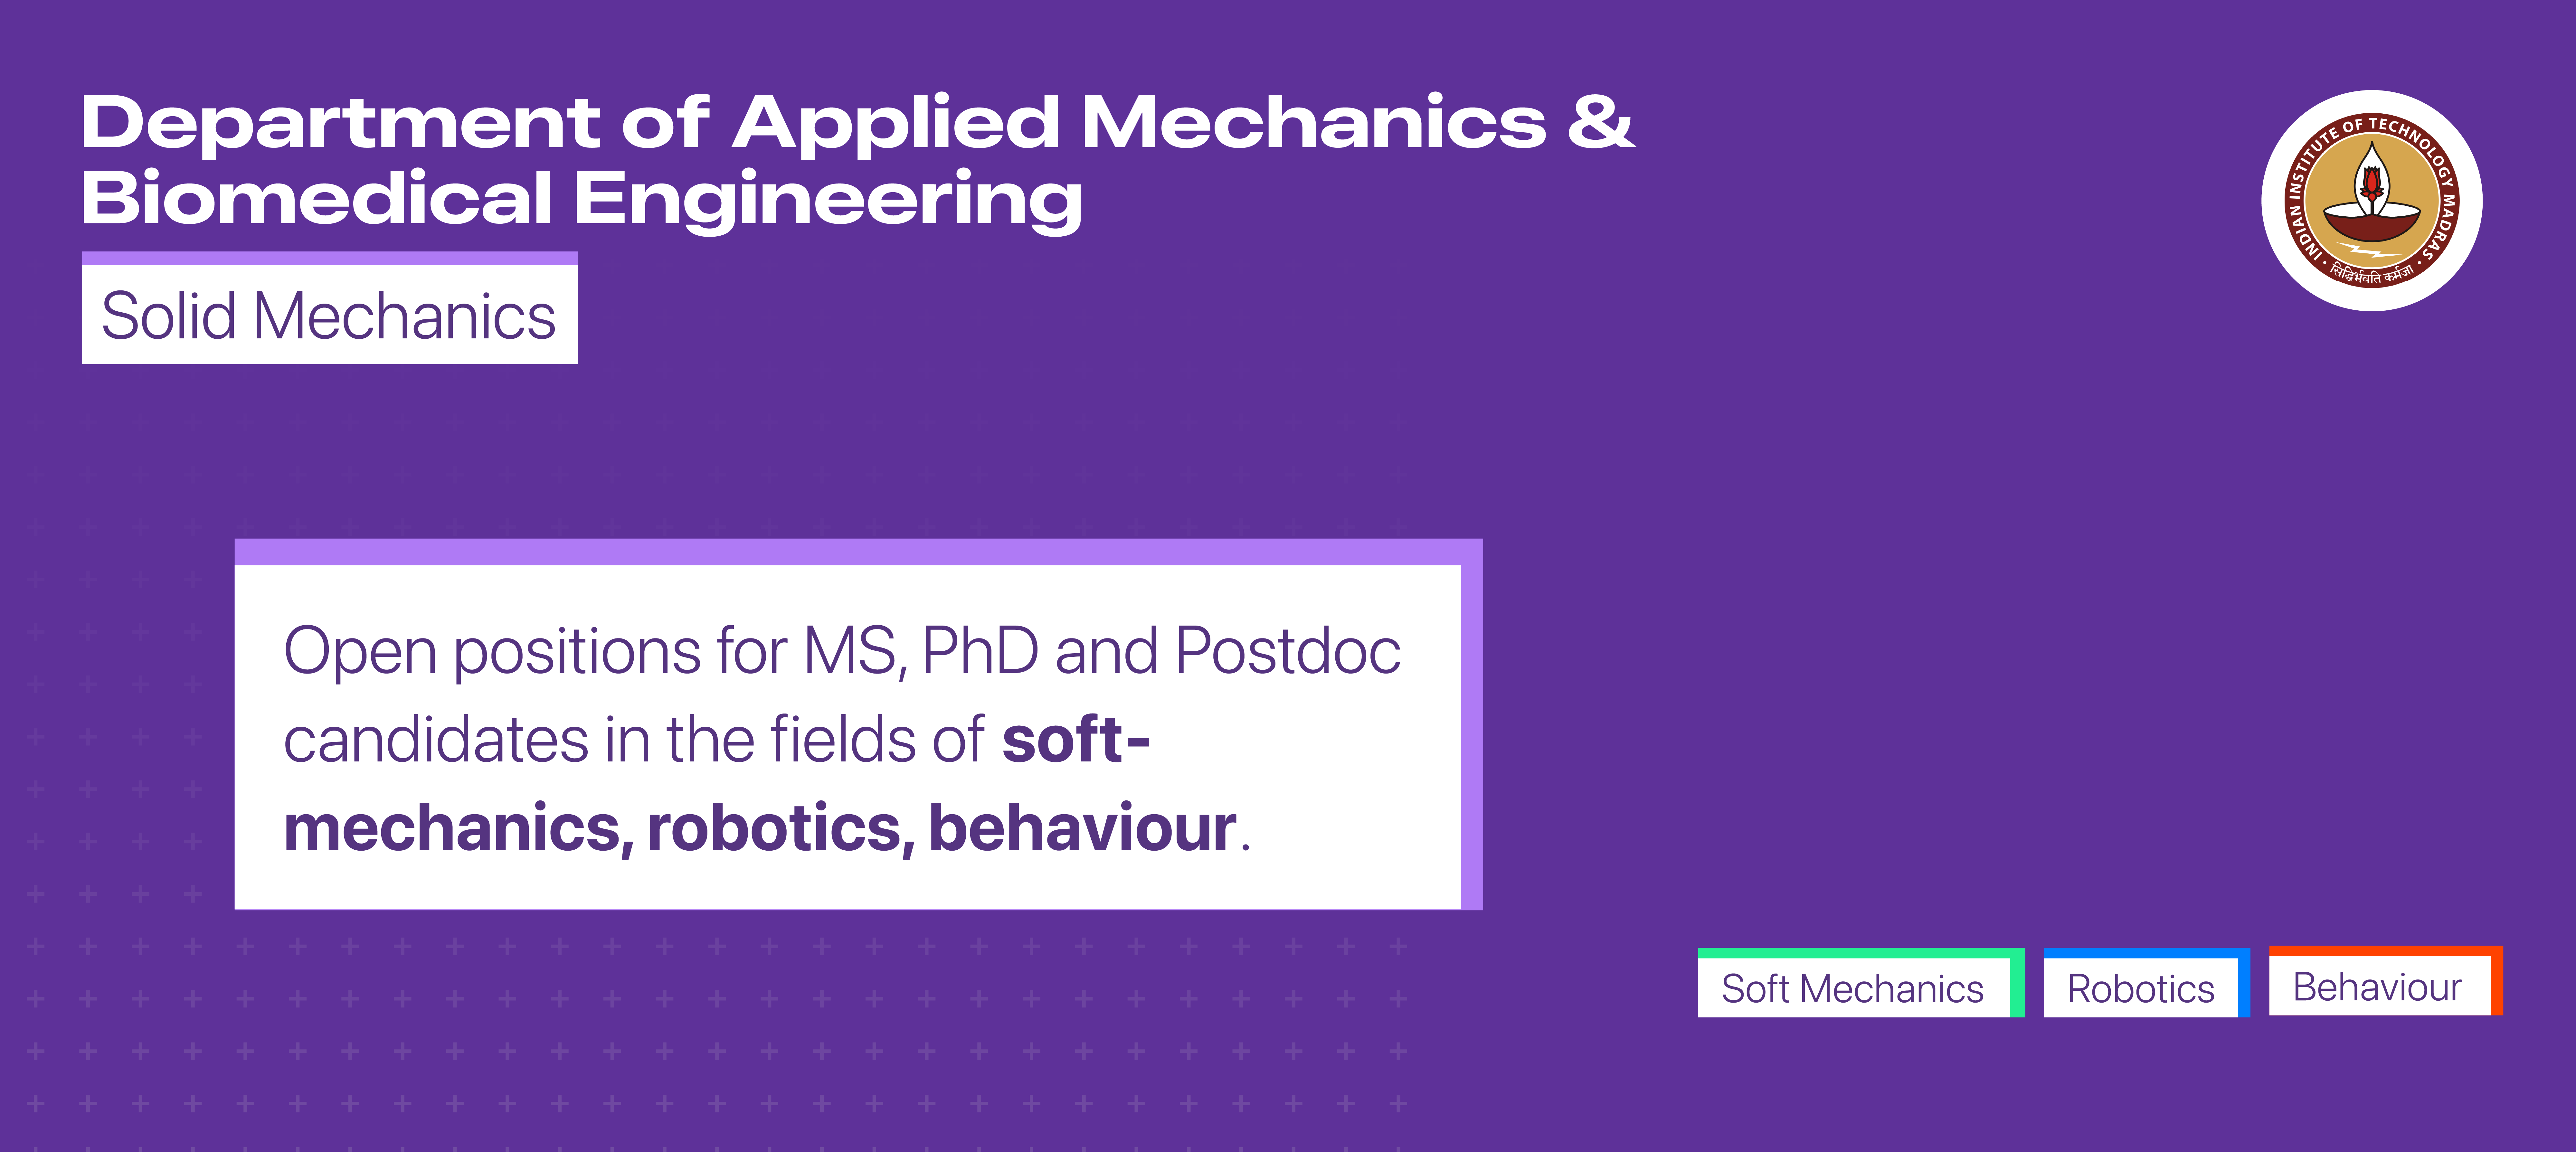 Department of Applied Mechanics &
Biomedical Engineering
Solid Mechanics
INDIAN INSTITUTE OF TECHNOLOGY MADRAS
सिद्धिर्भवति कर्मजा
Open positions for MS, PhD and Postdoc
candidates in the fields of soft-
mechanics, robotics, behaviour.
Soft Mechanics
Robotics
Behaviour